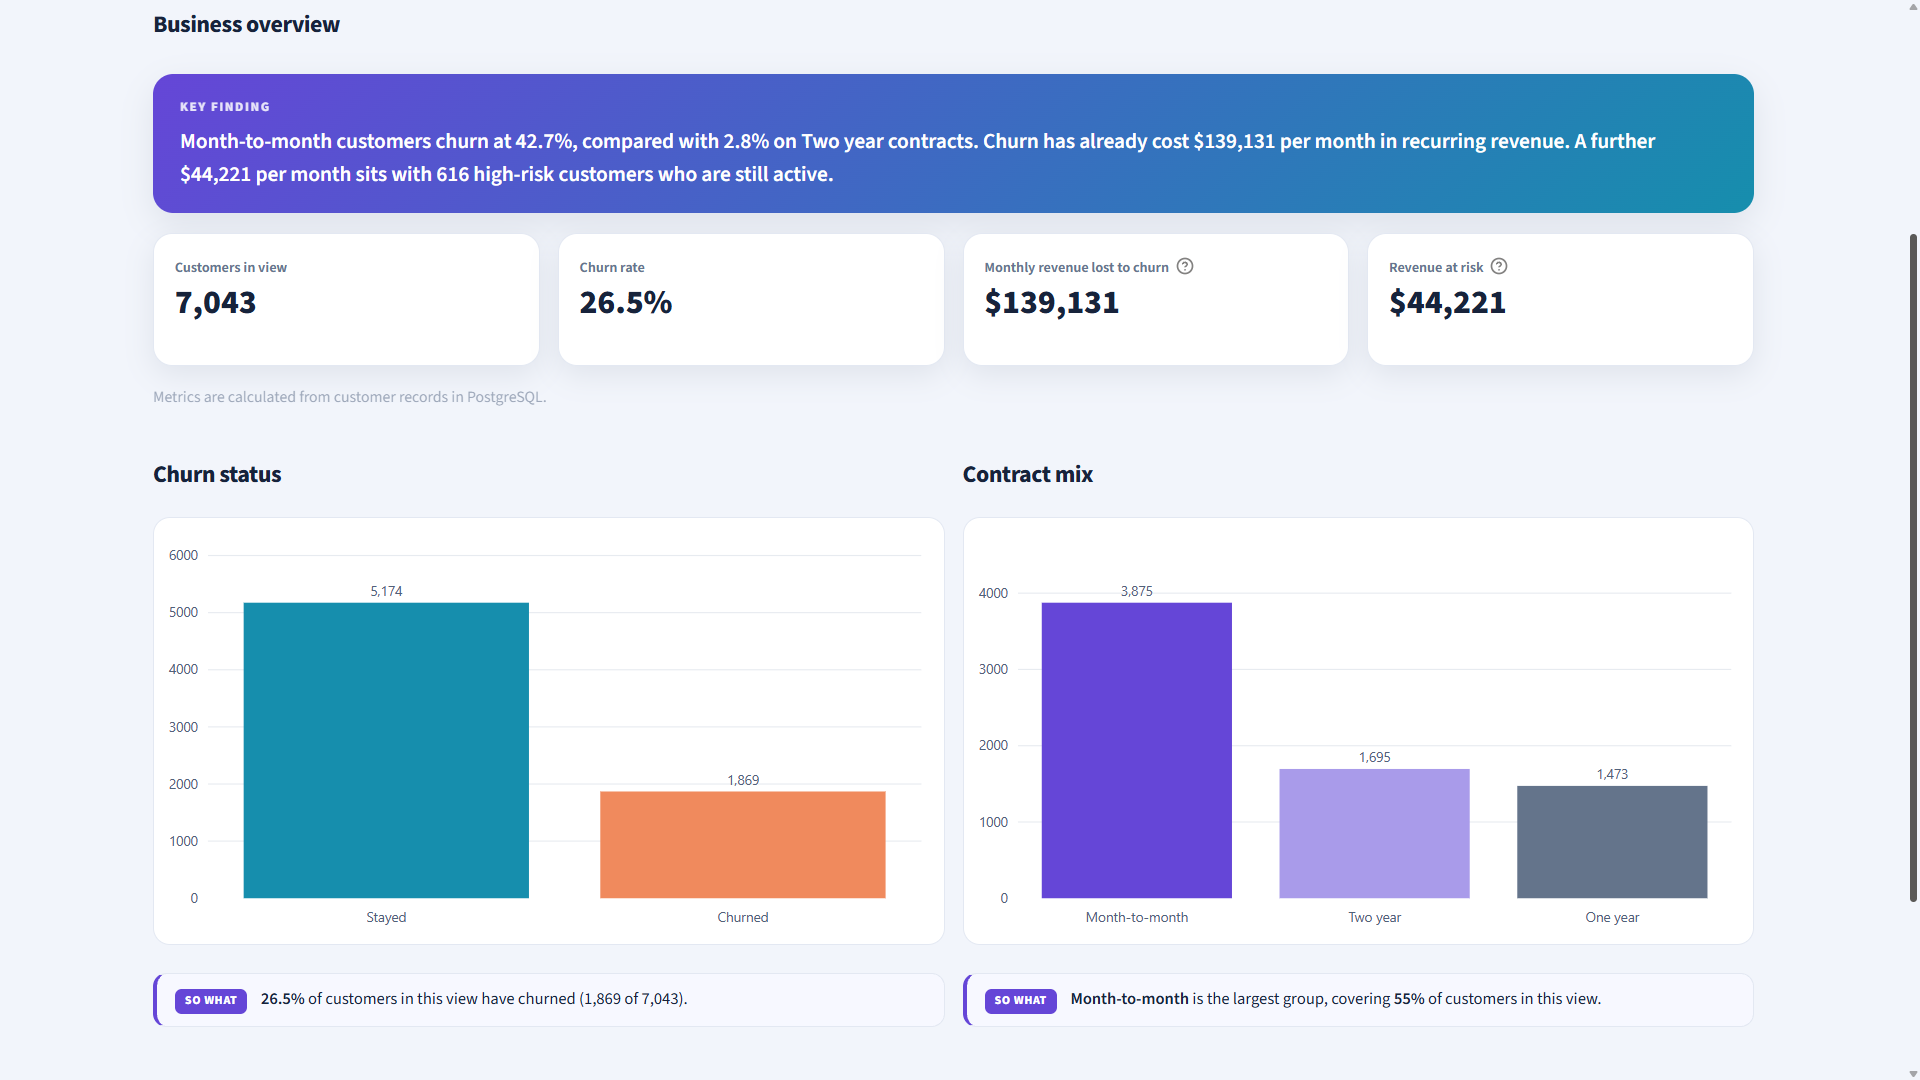 Business overview
KEY FINDING
Month-to-month customers churn at 42.7%, compared with 2.8% on Two year contracts. Churn has already cost $139,131 per month in recurring revenue. A further
$44,221 per month sits with 616 high-risk customers who are still active.
Customers in view
7,043
Churn rate
26.5%
Monthly revenue lost to churn ?
$139,131
Revenue at risk ?
$44,221
Metrics are calculated from customer records in PostgreSQL.
Churn status
6000
5000
4000
3000
2000
1000
0
5,174
1,869
Stayed
Churned
SO WHAT 26.5% of customers in this view have churned (1,869 of 7,043).
Contract mix
4000
3000
2000
1000
0
3,875
1,695
1,473
Month-to-month
Two year
One year
SO WHAT Month-to-month is the largest group, covering 55% of customers in this view.